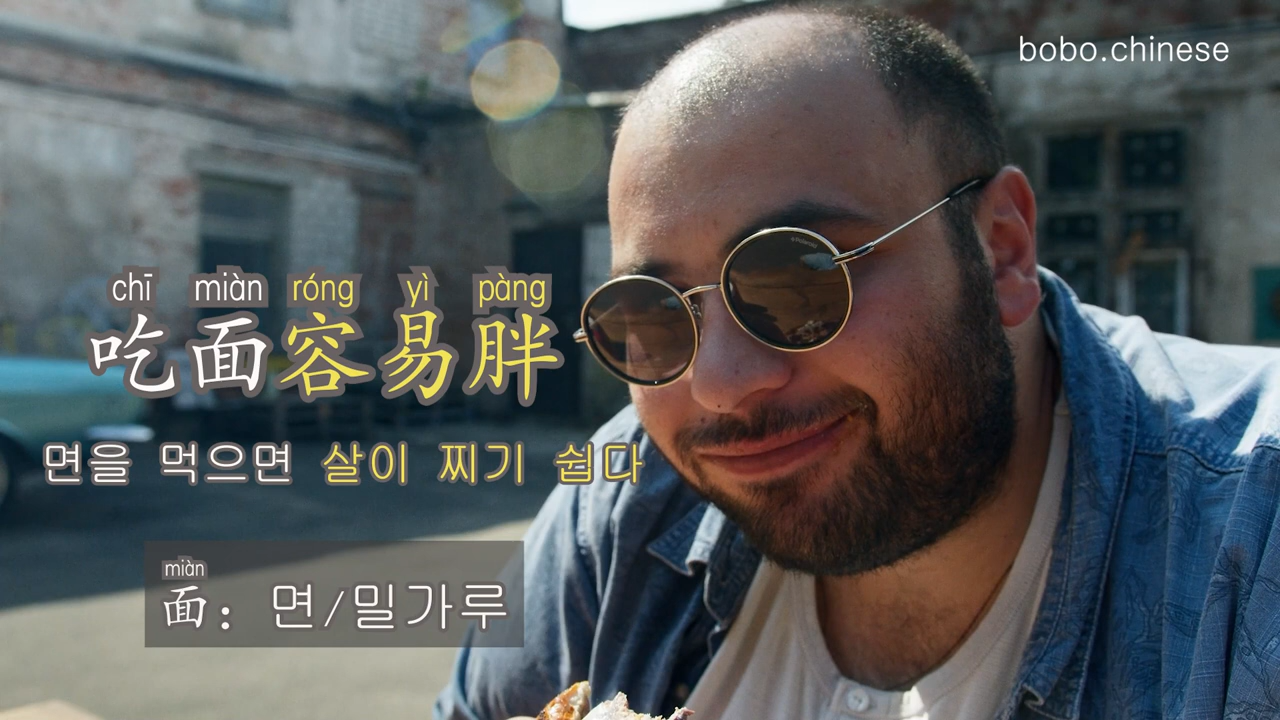 bobo.chinese
chī miàn róng yì pàng
吃面容易胖
면을 먹으면 살이 찌기 쉽다
miàn
面: 면/밀가루